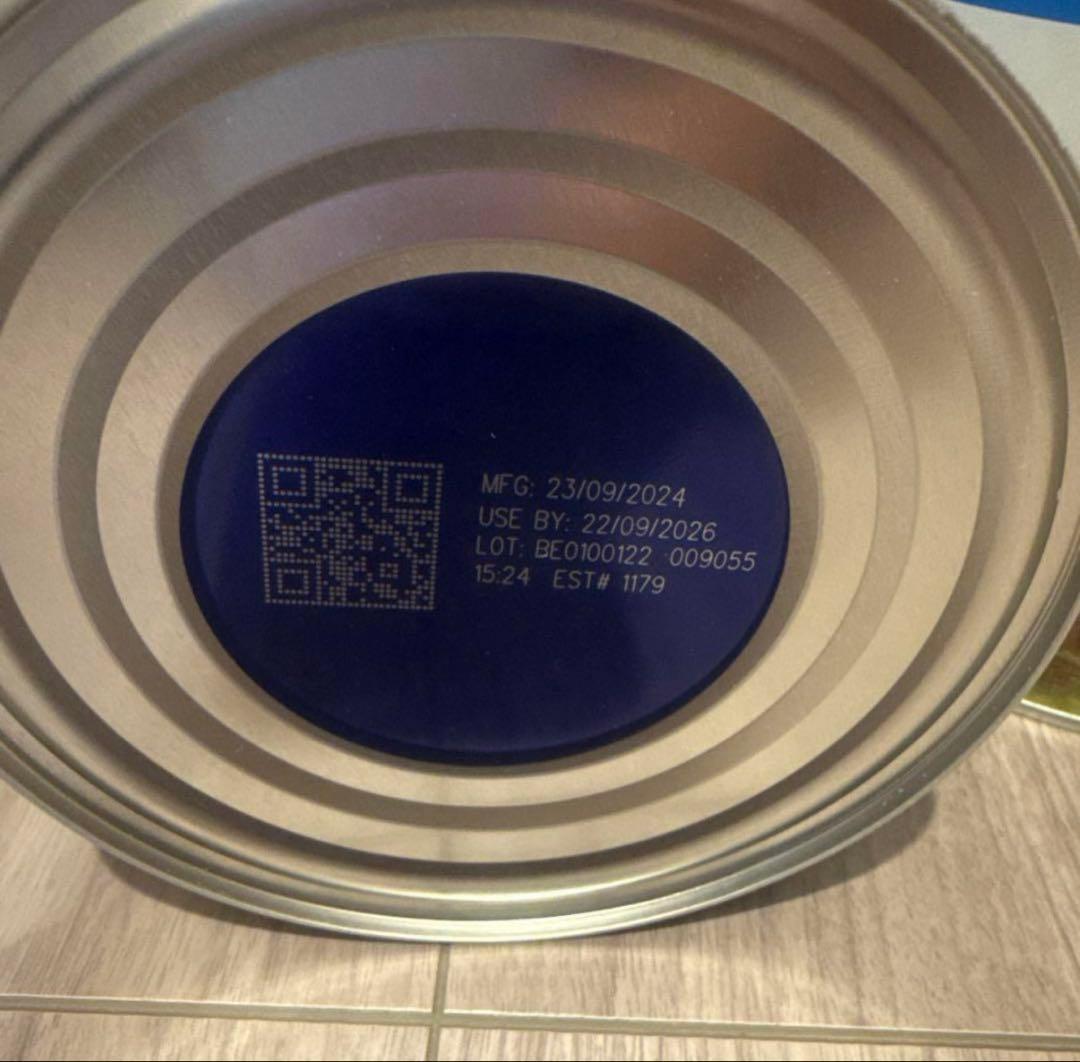 MFG: 23/09/2024
USE BY: 22/09/2026
LOT: BE0100122 009055
15:24 EST# 1179